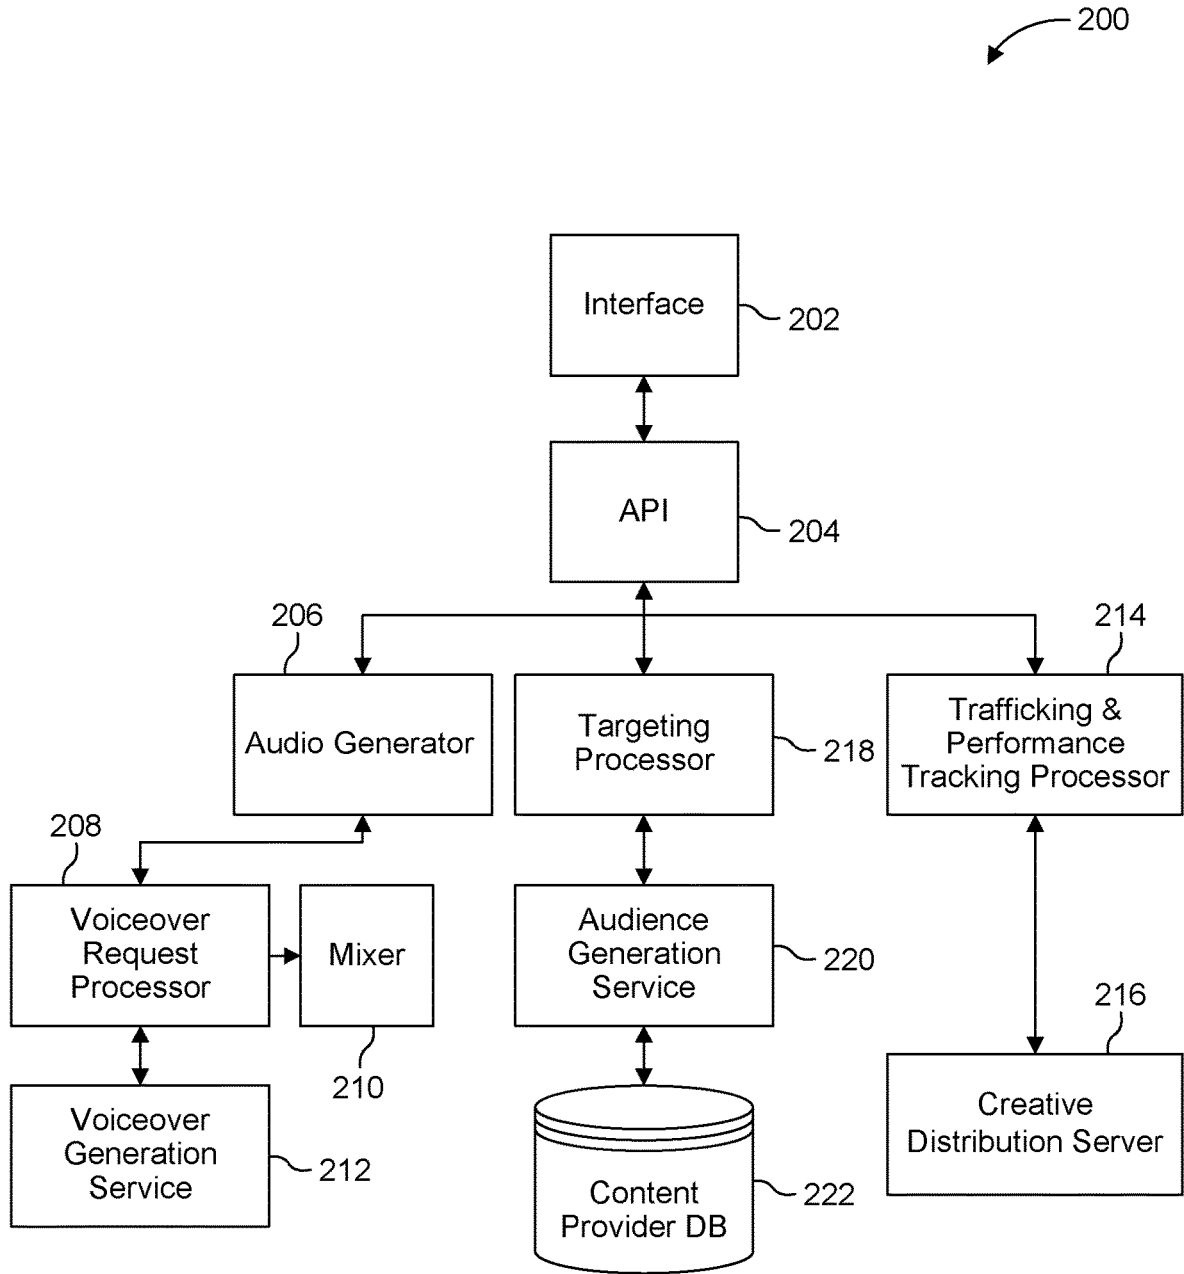 200
Interface
202
API
204
206
214
Audio Generator
Targeting
Processor
218
Trafficking &
Performance
Tracking Processor
208
Voiceover
Request
Processor
Mixer
210
Audience
Generation
Service
220
216
Voiceover
Generation
Service
212
Content
Provider DB
222
Creative
Distribution Server